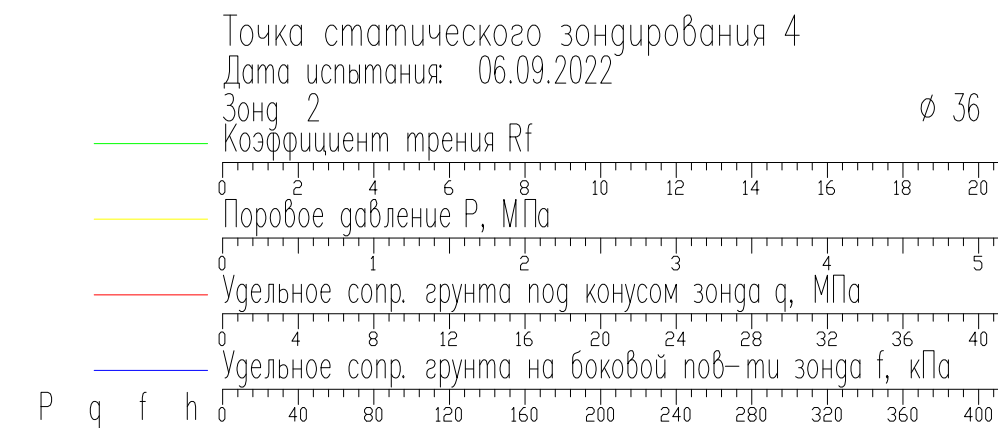 Точка статического зондирования 4
Дата испытания: 06.09.2022
Зонд 2 ⌀ 36
Коэффициент трения Rf
0 2 4 6 8 10 12 14 16 18 20
Поровое давление P, МПа
0 1 2 3 4 5
Удельное сопр. грунта под конусом зонда q, МПа
0 4 8 12 16 20 24 28 32 36 40
Удельное сопр. грунта на боковой пов-ти зонда f, кПа
P q f h 0 40 80 120 160 200 240 280 320 360 400